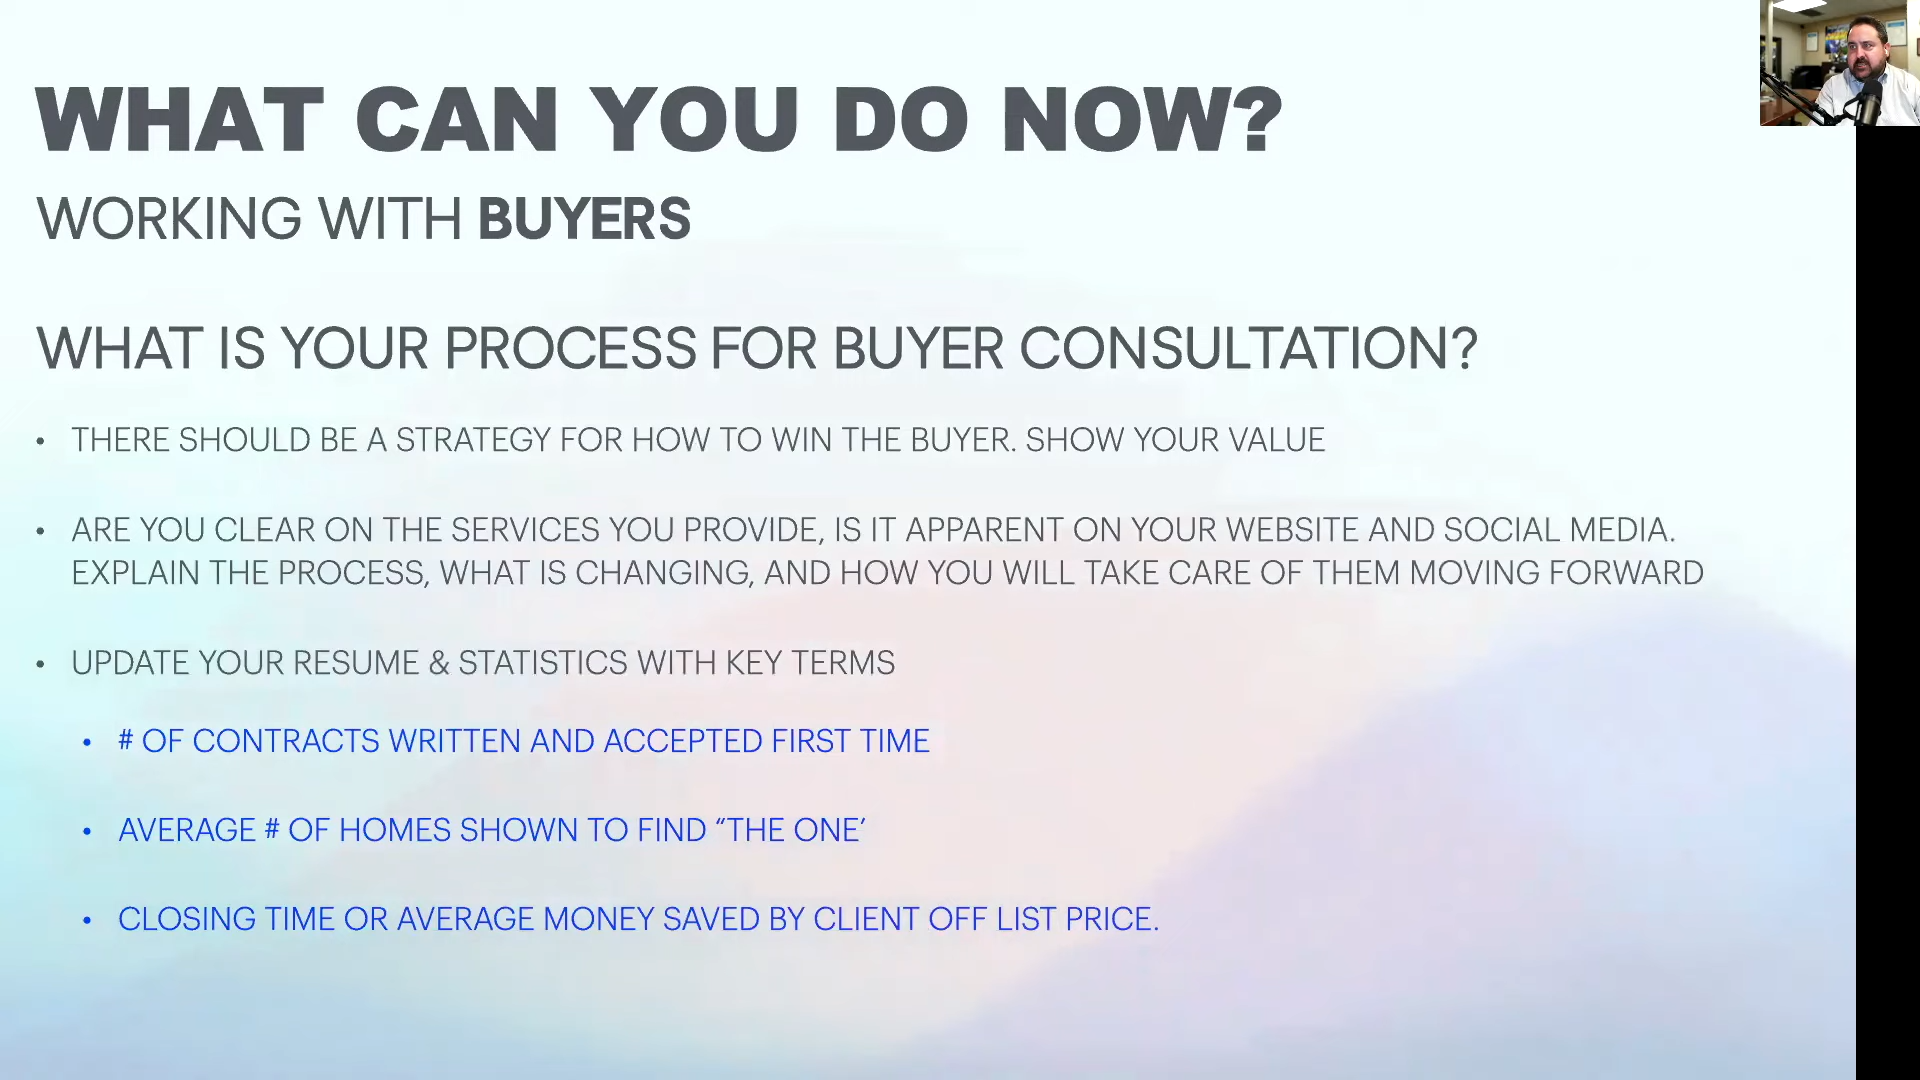 WHAT CAN YOU DO NOW?
WORKING WITH BUYERS
WHAT IS YOUR PROCESS FOR BUYER CONSULTATION?
• THERE SHOULD BE A STRATEGY FOR HOW TO WIN THE BUYER. SHOW YOUR VALUE
• ARE YOU CLEAR ON THE SERVICES YOU PROVIDE, IS IT APPARENT ON YOUR WEBSITE AND SOCIAL MEDIA.
EXPLAIN THE PROCESS, WHAT IS CHANGING, AND HOW YOU WILL TAKE CARE OF THEM MOVING FORWARD
• UPDATE YOUR RESUME & STATISTICS WITH KEY TERMS
• # OF CONTRACTS WRITTEN AND ACCEPTED FIRST TIME
• AVERAGE # OF HOMES SHOWN TO FIND “THE ONE’
• CLOSING TIME OR AVERAGE MONEY SAVED BY CLIENT OFF LIST PRICE.